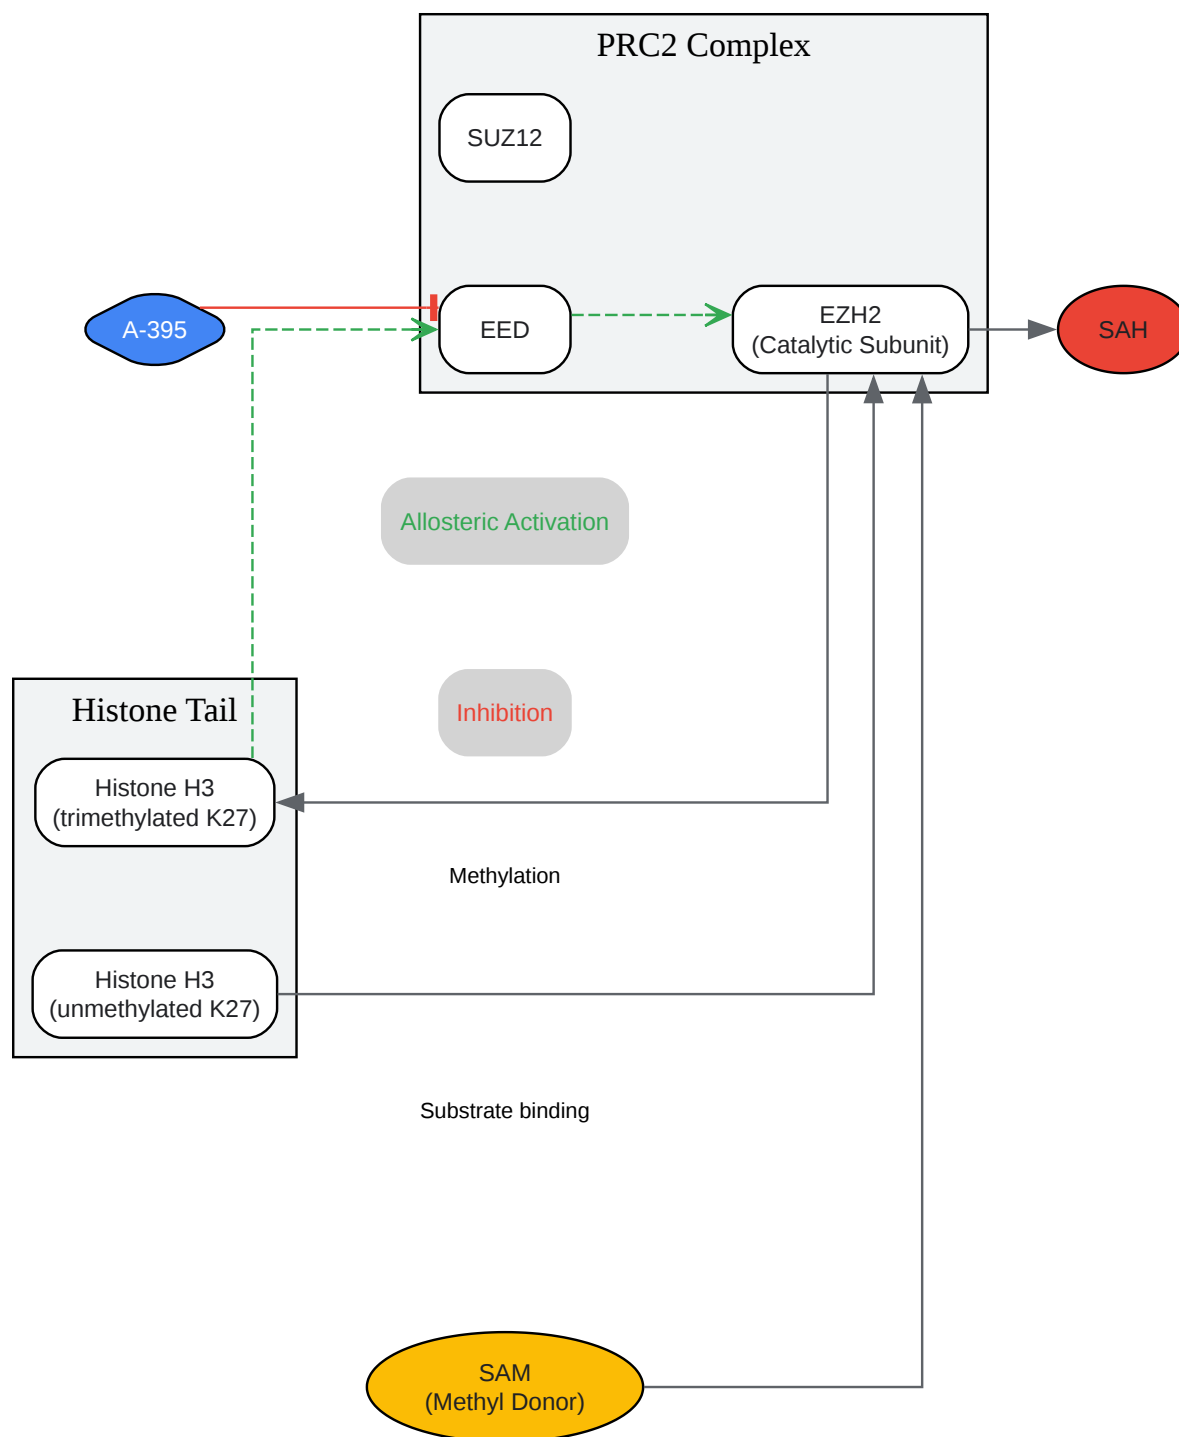 PRC2 Complex
SUZ12
A-395
EED
EZH2
(Catalytic Subunit)
SAH
Allosteric Activation
Inhibition
Histone Tail
Histone H3
(trimethylated K27)
Methylation
Histone H3
(unmethylated K27)
Substrate binding
SAM
(Methyl Donor)